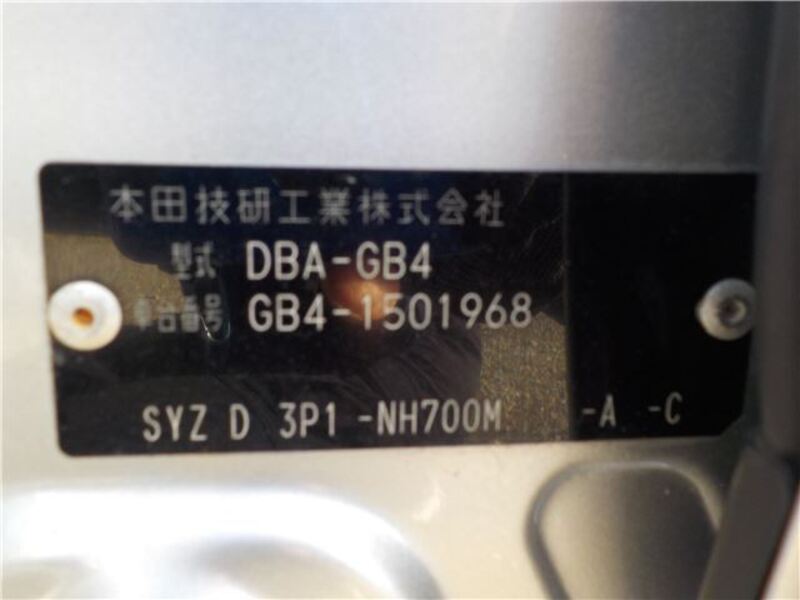 本田技研工業株式会社
型式 DBA-GB4
車台番号 GB4-1501968
SYZ D 3P1 -NH700M -A -C